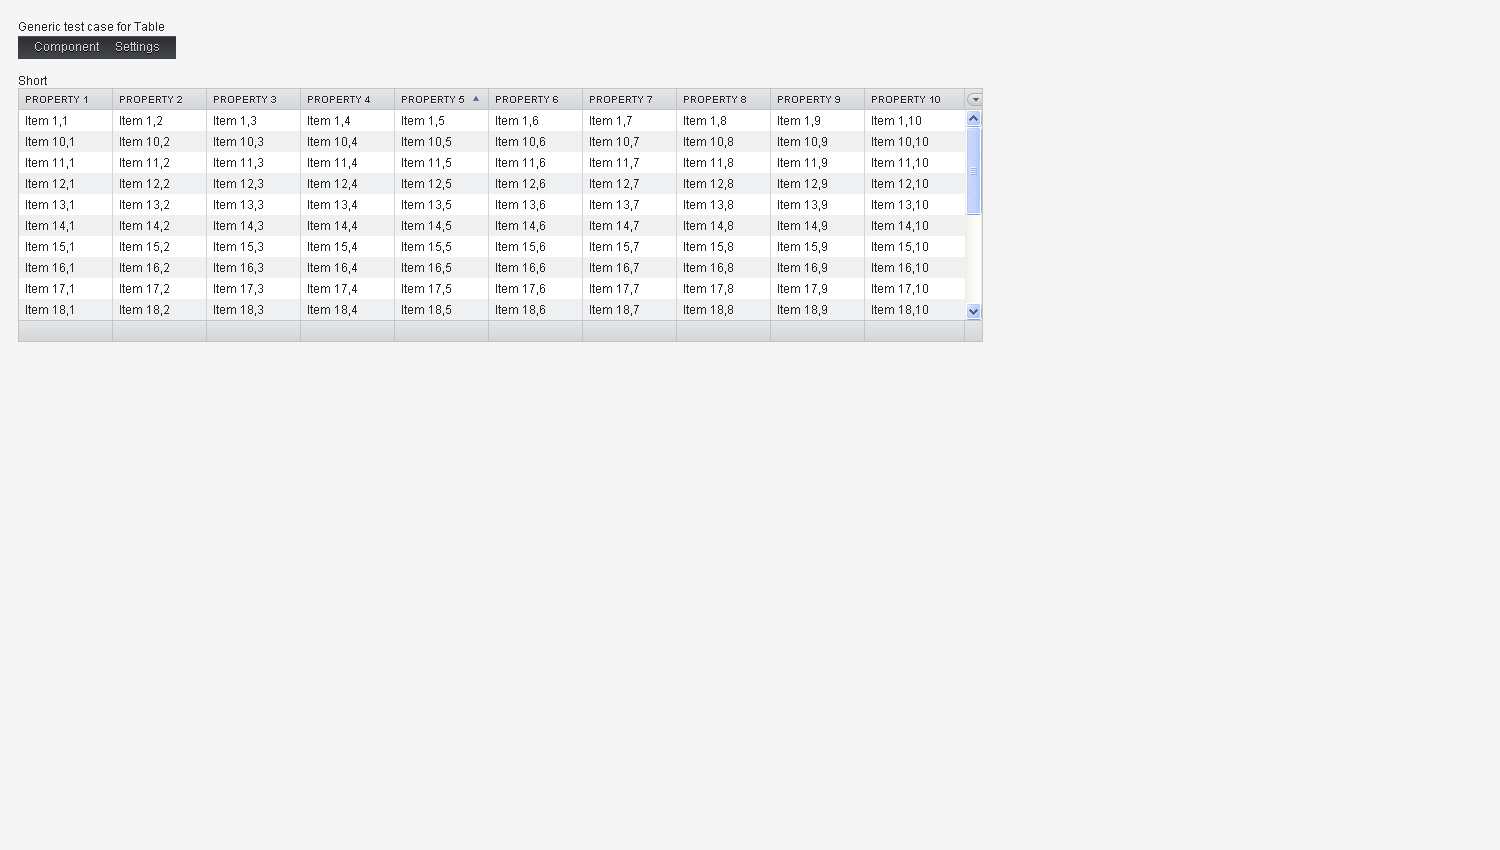 Generic test case for Table
Component Settings
Short
PROPERTY 1 PROPERTY 2 PROPERTY 3 PROPERTY 4 PROPERTY 5 PROPERTY 6 PROPERTY 7 PROPERTY 8 PROPERTY 9 PROPERTY 10
Item 1,1 Item 1,2 Item 1,3 Item 1,4 Item 1,5 Item 1,6 Item 1,7 Item 1,8 Item 1,9 Item 1,10
Item 10,1 Item 10,2 Item 10,3 Item 10,4 Item 10,5 Item 10,6 Item 10,7 Item 10,8 Item 10,9 Item 10,10
Item 11,1 Item 11,2 Item 11,3 Item 11,4 Item 11,5 Item 11,6 Item 11,7 Item 11,8 Item 11,9 Item 11,10
Item 12,1 Item 12,2 Item 12,3 Item 12,4 Item 12,5 Item 12,6 Item 12,7 Item 12,8 Item 12,9 Item 12,10
Item 13,1 Item 13,2 Item 13,3 Item 13,4 Item 13,5 Item 13,6 Item 13,7 Item 13,8 Item 13,9 Item 13,10
Item 14,1 Item 14,2 Item 14,3 Item 14,4 Item 14,5 Item 14,6 Item 14,7 Item 14,8 Item 14,9 Item 14,10
Item 15,1 Item 15,2 Item 15,3 Item 15,4 Item 15,5 Item 15,6 Item 15,7 Item 15,8 Item 15,9 Item 15,10
Item 16,1 Item 16,2 Item 16,3 Item 16,4 Item 16,5 Item 16,6 Item 16,7 Item 16,8 Item 16,9 Item 16,10
Item 17,1 Item 17,2 Item 17,3 Item 17,4 Item 17,5 Item 17,6 Item 17,7 Item 17,8 Item 17,9 Item 17,10
Item 18,1 Item 18,2 Item 18,3 Item 18,4 Item 18,5 Item 18,6 Item 18,7 Item 18,8 Item 18,9 Item 18,10